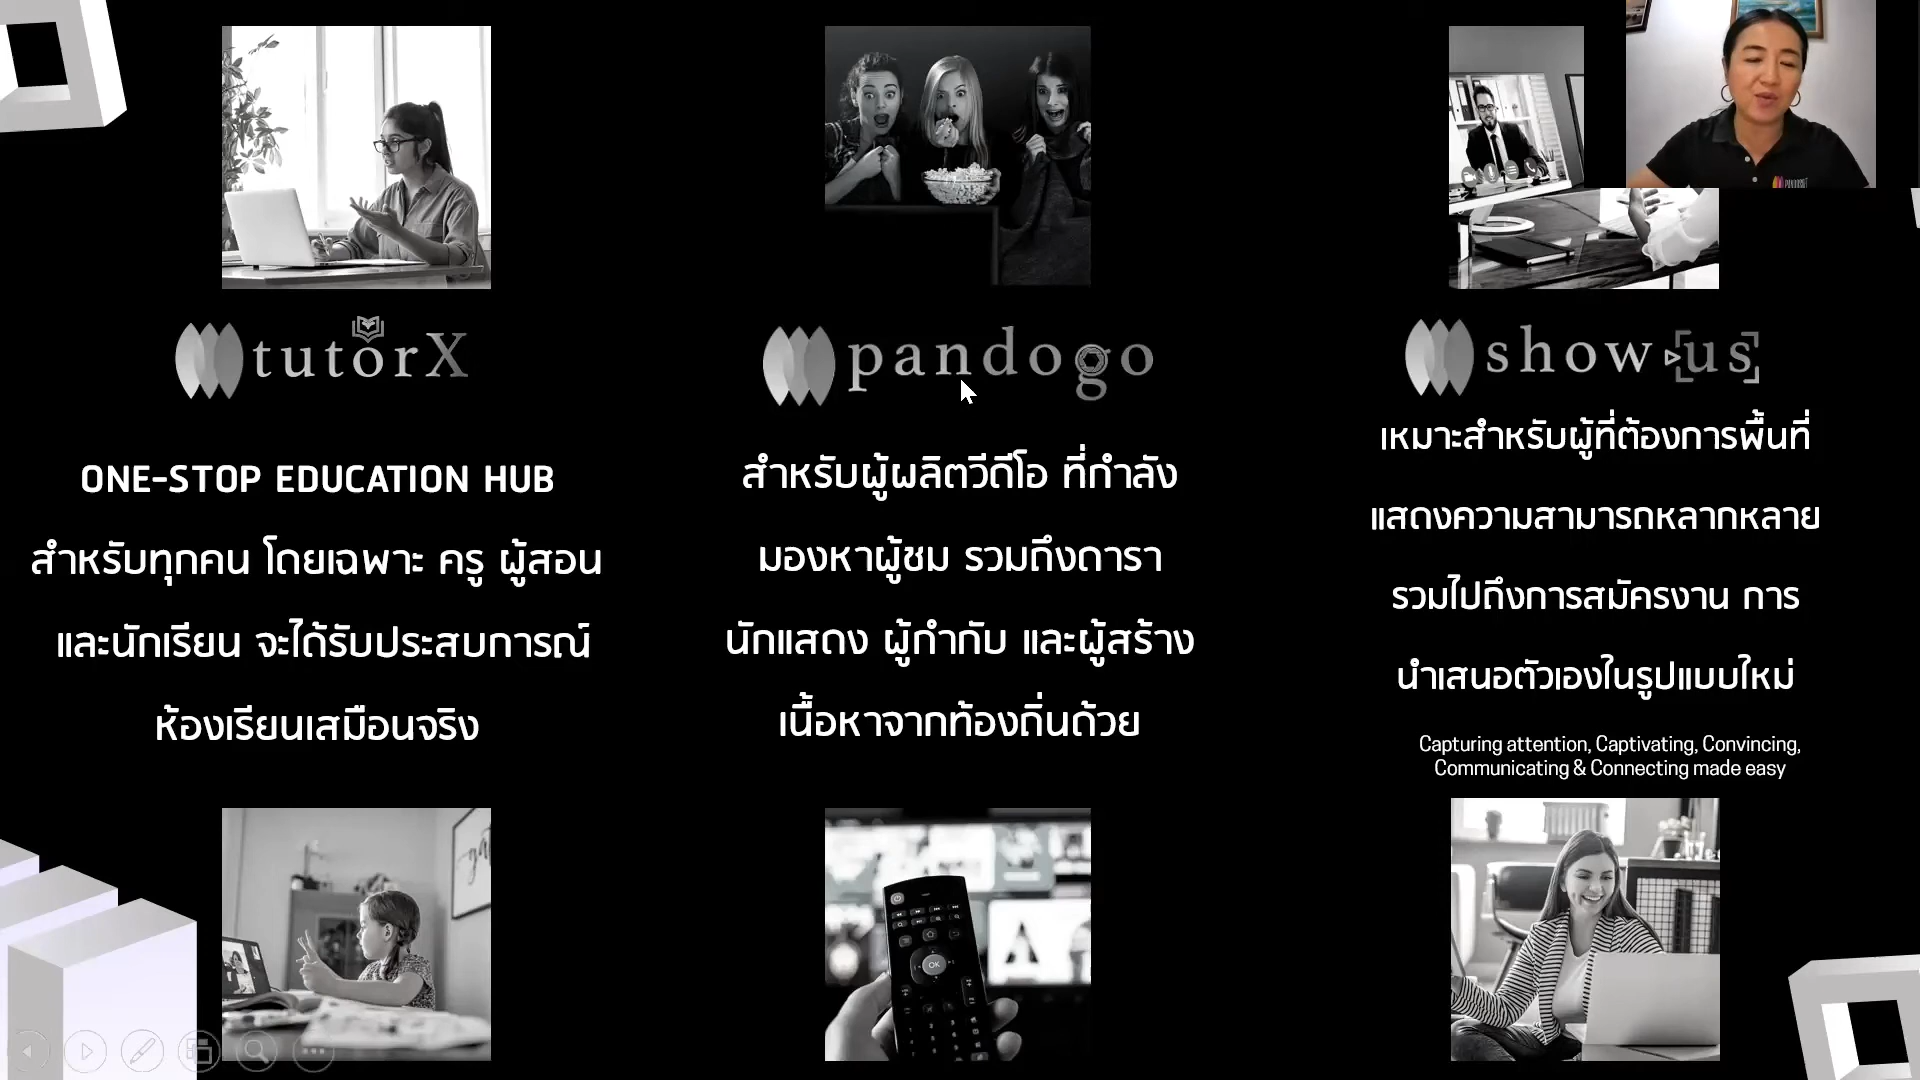 tutorX
ONE-STOP EDUCATION HUB
สำหรับทุกคน โดยเฉพาะ ครู ผู้สอน
และนักเรียน จะได้รับประสบการณ์
ห้องเรียนเสมือนจริง
pandogo
สำหรับผู้ผลิตวีดีโอ ที่กำลัง
มองหาผู้ชม รวมถึงดารา
นักแสดง ผู้กำกับ และผู้สร้าง
เนื้อหาจากท้องถิ่นด้วย
OK
show us
เหมาะสำหรับผู้ที่ต้องการพื้นที่
แสดงความสามารถหลากหลาย
รวมไปถึงการสมัครงาน การ
นำเสนอตัวเองในรูปแบบใหม่
Capturing attention, Captivating, Convincing,
Communicating & Connecting made easy